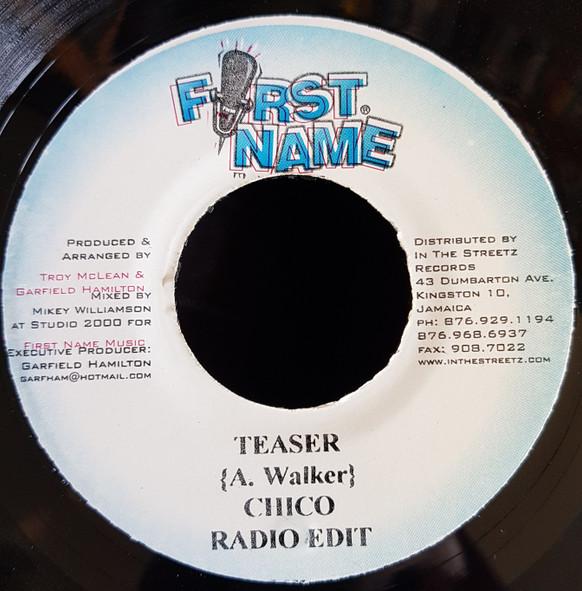 FIRST
NAME
®
PRODUCED &
ARRANGED BY
TROY MCLEAN &
GARFIELD HAMILTON
MIXED BY
MIKEY WILLIAMSON
AT STUDIO 2000 FOR
FIRST NAME MUSIC
EXECUTIVE PRODUCER:
GARFIELD HAMILTON
GARFHAM@HOTMAIL.COM
DISTRIBUTED BY
IN THE STREETZ
RECORDS
43 DUMBARTON AVE.
KINGSTON 10,
JAMAICA
PH: 876.929.1194
876.968.6937
FAX: 908.7022
WWW.INTHESTREETZ.COM
TEASER
{A. Walker}
CHICO
RADIO EDIT